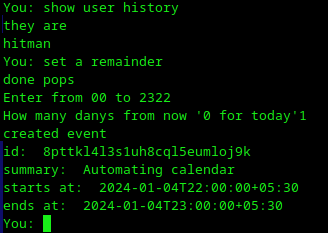 You: show user history
they are
hitman
You: set a remainder
done pops
Enter from 00 to 2322
How many danys from now '0 for today'1
created event
id:  8pttkl4l3s1uh8cql5eumloj9k
summary:  Automating calendar
starts at:  2024-01-04T22:00:00+05:30
ends at:  2024-01-04T23:00:00+05:30
You: